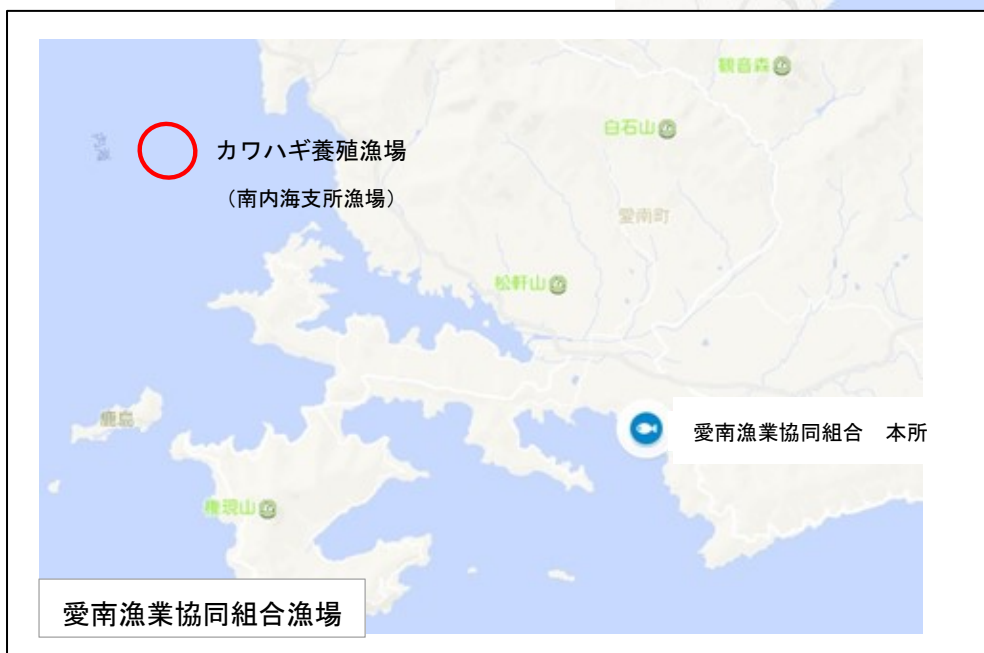 観音森
白石山
カワハギ養殖漁場
（南内海支所漁場）
愛南町
松軒山
鹿島
愛南漁業協同組合　本所
権現山
愛南漁業協同組合漁場